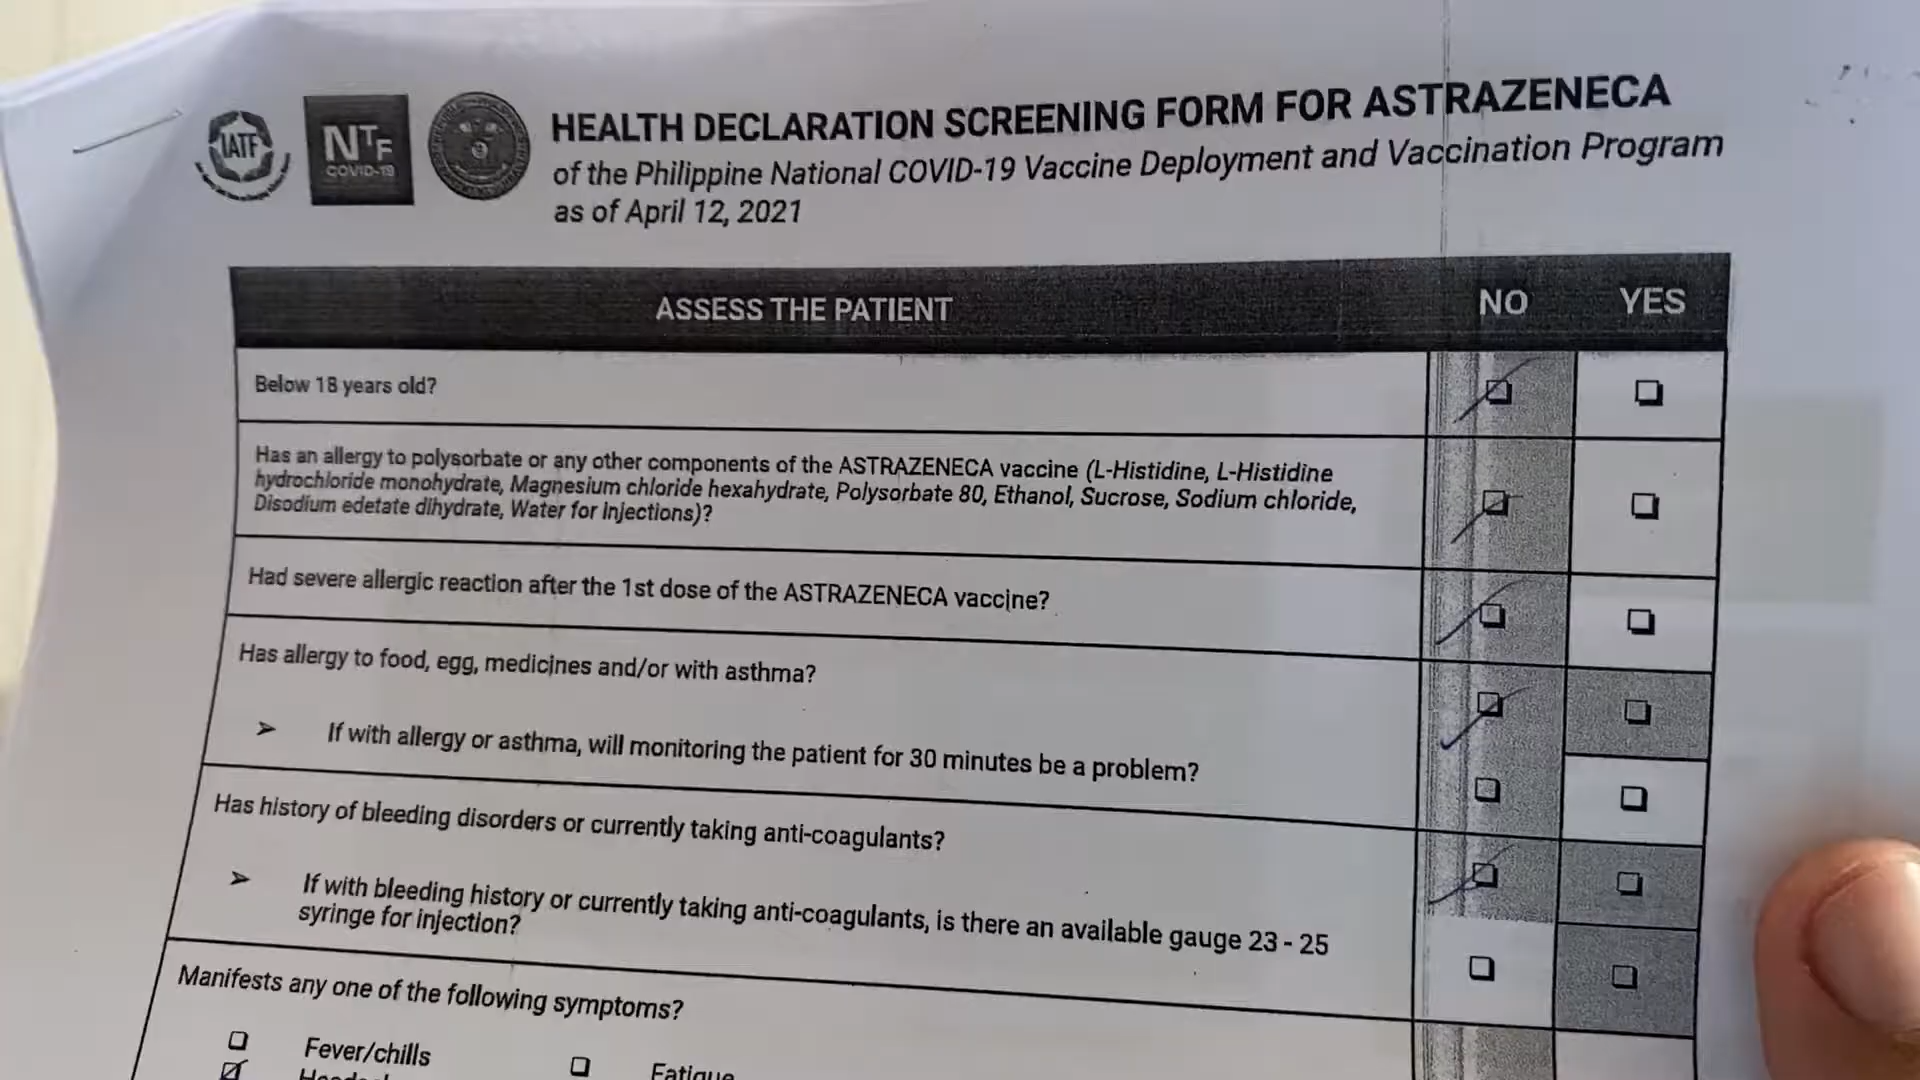 IATF
NTF
COVID-19
HEALTH DECLARATION SCREENING FORM FOR ASTRAZENECA
of the Philippine National COVID-19 Vaccine Deployment and Vaccination Program
as of April 12, 2021
ASSESS THE PATIENT NO YES
Below 18 years old?
Has an allergy to polysorbate or any other components of the ASTRAZENECA vaccine (L-Histidine, L-Histidine
hydrochloride monohydrate, Magnesium chloride hexahydrate, Polysorbate 80, Ethanol, Sucrose, Sodium chloride,
Disodium edetate dihydrate, Water for Injections)?
Had severe allergic reaction after the 1st dose of the ASTRAZENECA vaccine?
Has allergy to food, egg, medicines and/or with asthma?
➤ If with allergy or asthma, will monitoring the patient for 30 minutes be a problem?
Has history of bleeding disorders or currently taking anti-coagulants?
➤ If with bleeding history or currently taking anti-coagulants, is there an available gauge 23 - 25
syringe for injection?
Manifests any one of the following symptoms?
Fever/chills
Fatigue